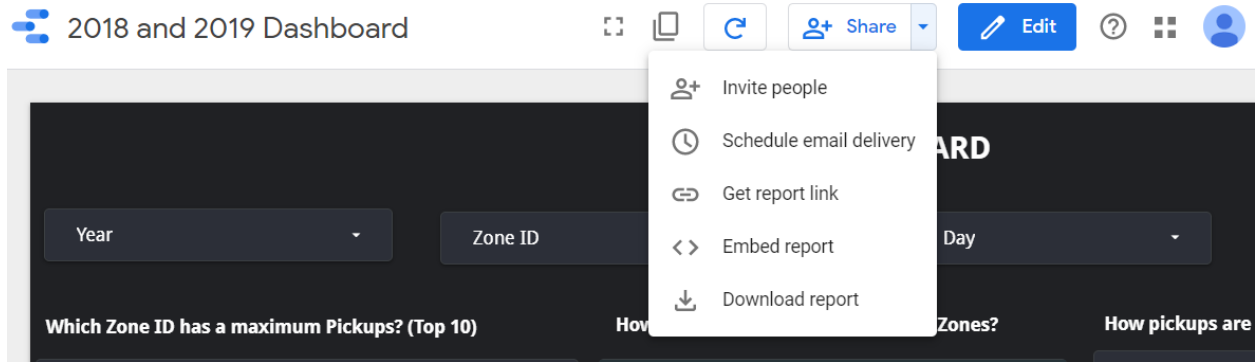 2018 and 2019 Dashboard
Share
Edit
Invite people
Schedule email delivery
Get report link
Embed report
Download report
ARD
Year
Zone ID
Day
Which Zone ID has a maximum Pickups? (Top 10)
How
Zones?
How pickups are